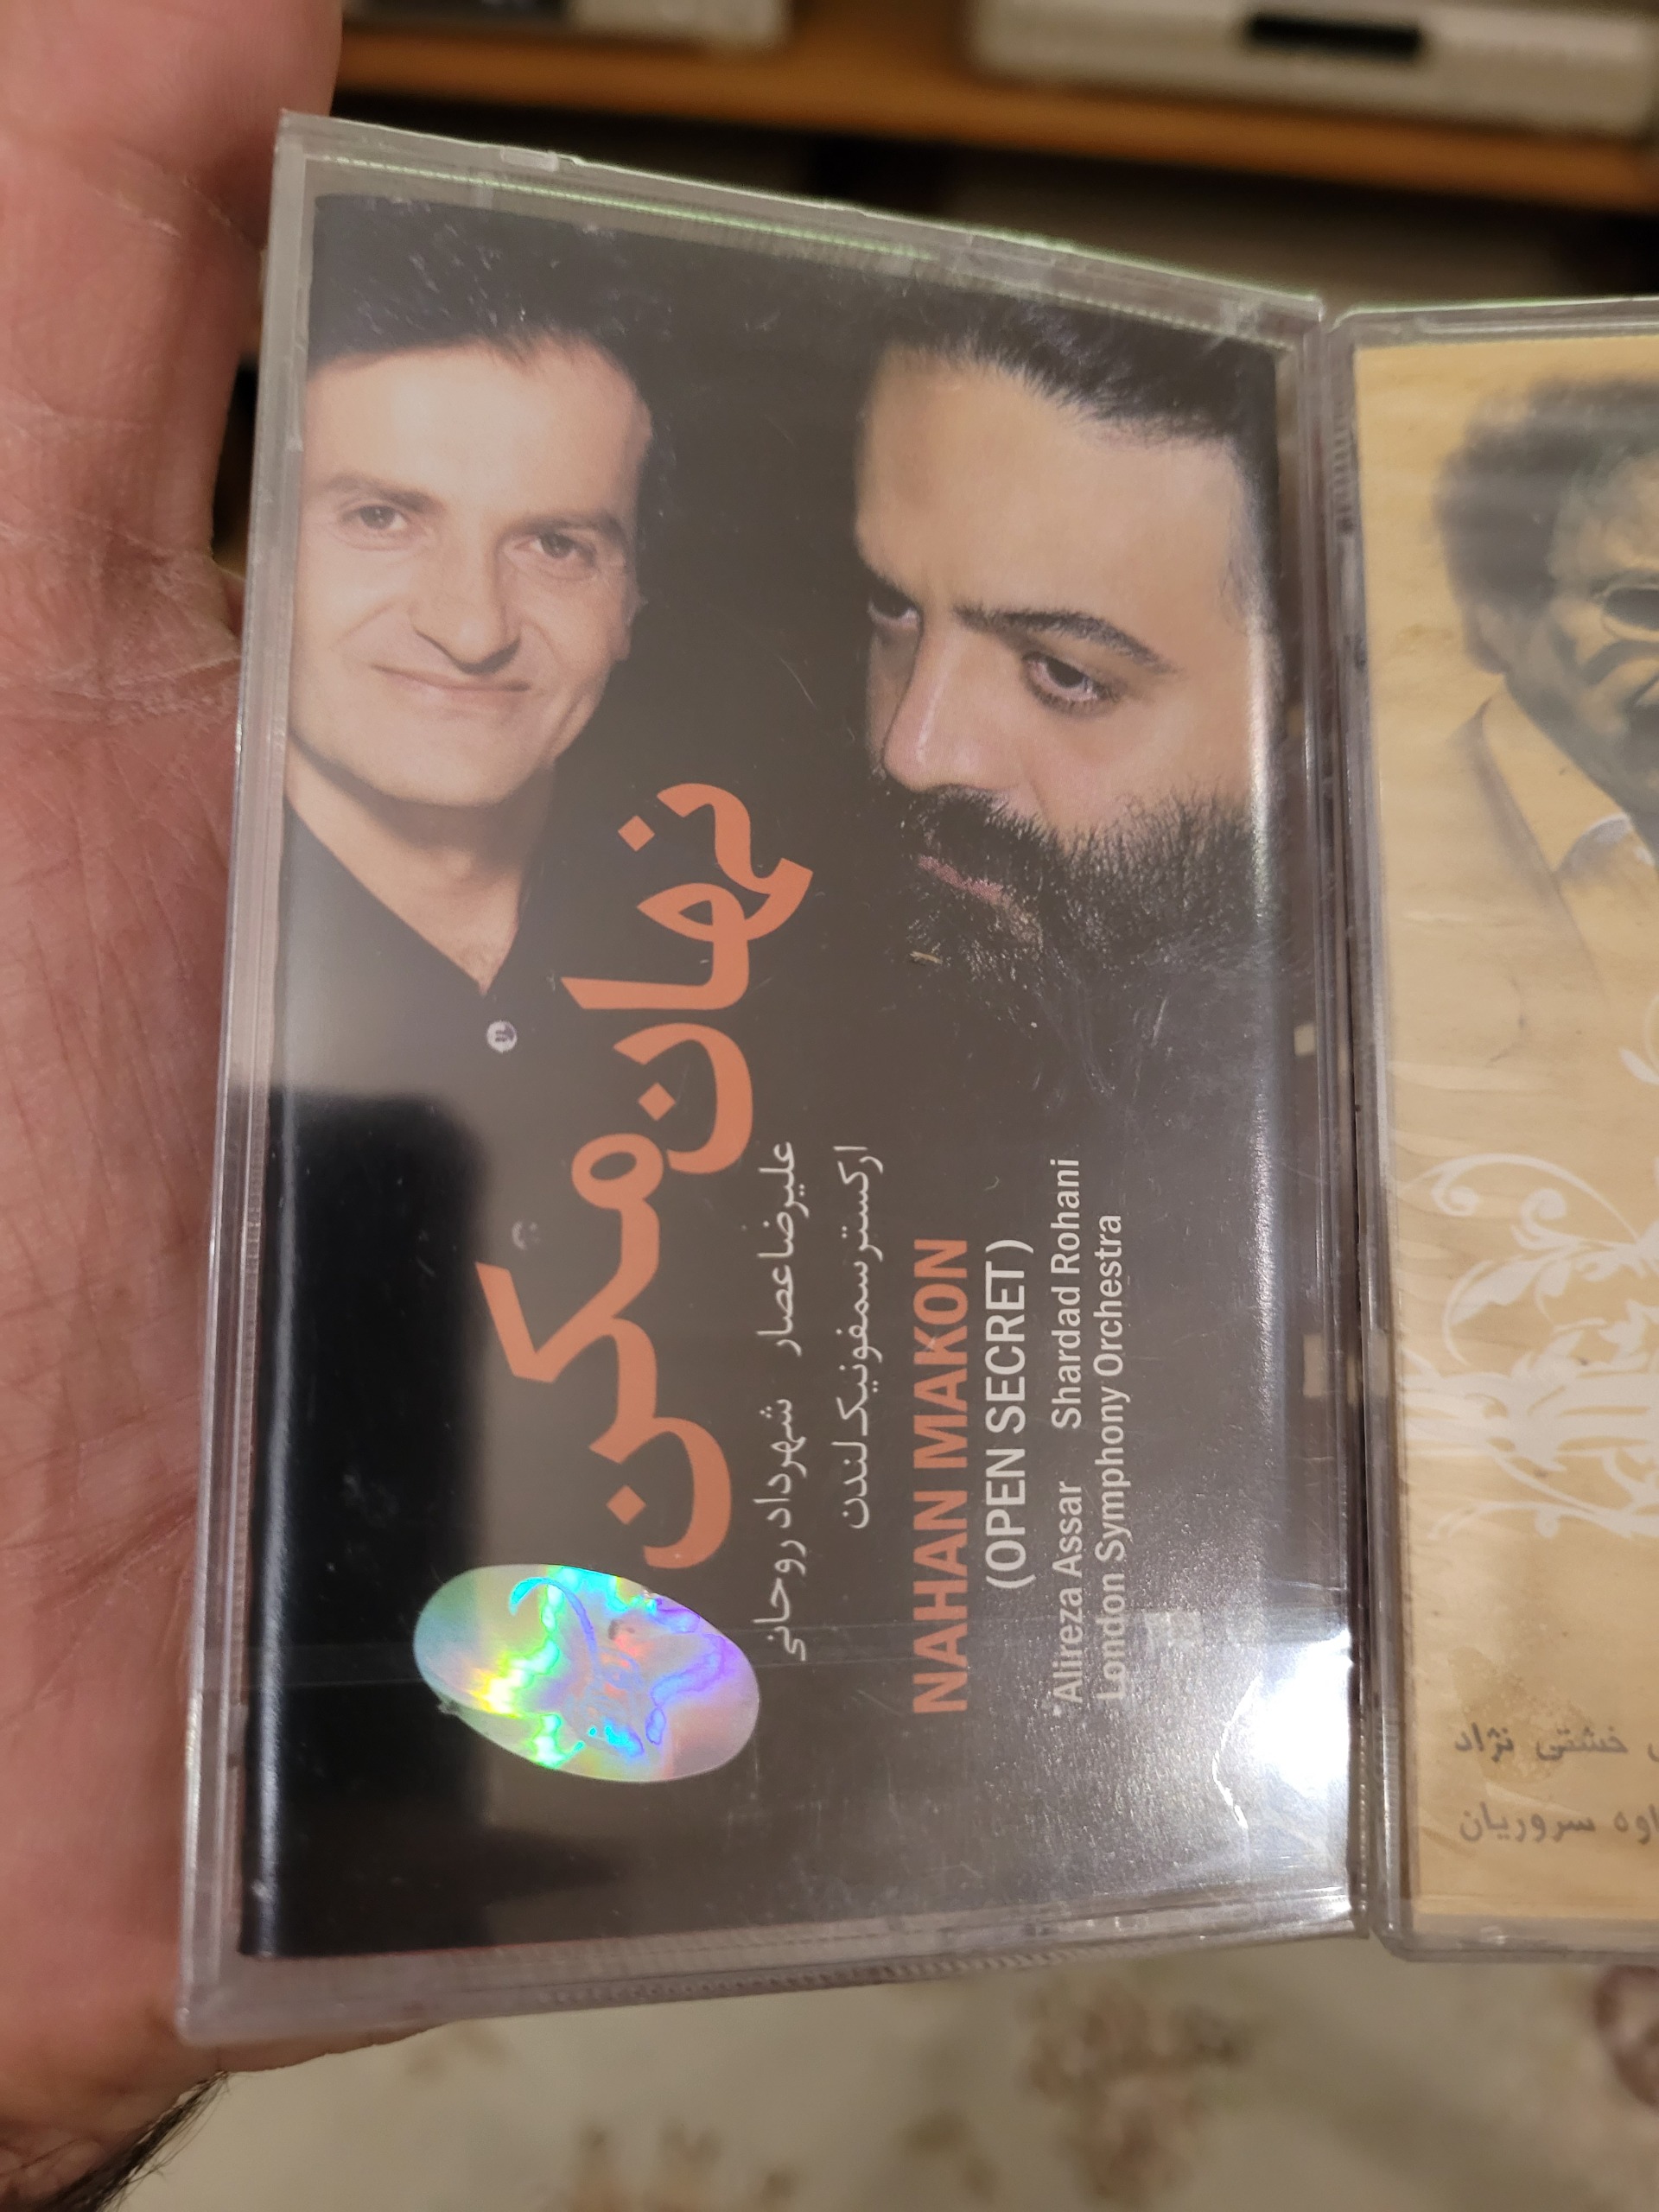 نهان مکن
علیرضا عصار شهرداد روحانی
ارکستر سمفونیک لندن
NAHAN MAKON
(OPEN SECRET)
Alireza Assar Shardad Rohani
London Symphony Orchestra
خشتی نژاد
سروریان